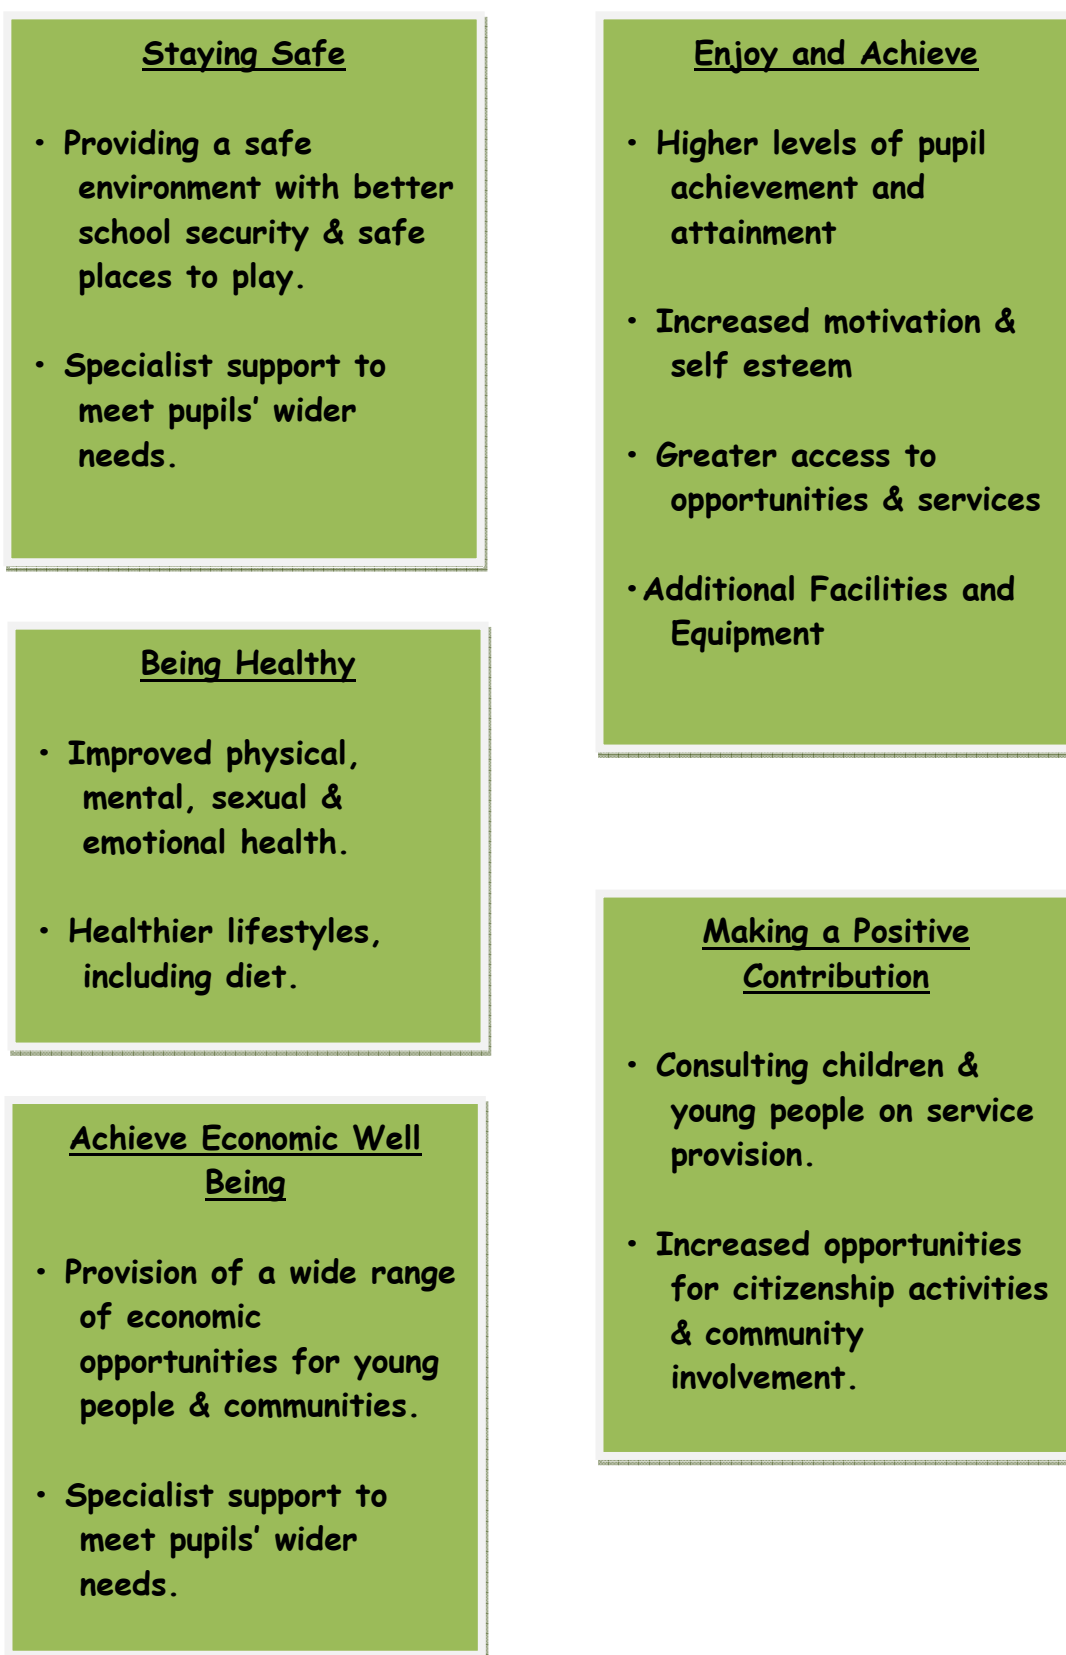 Staying Safe
• Providing a safe
environment with better
school security & safe
places to play.
• Specialist support to
meet pupils’ wider
needs.
Being Healthy
• Improved physical,
mental, sexual &
emotional health.
• Healthier lifestyles,
including diet.
Achieve Economic Well
Being
• Provision of a wide range
of economic
opportunities for young
people & communities.
• Specialist support to
meet pupils’ wider
needs.
Enjoy and Achieve
• Higher levels of pupil
achievement and
attainment
• Increased motivation &
self esteem
• Greater access to
opportunities & services
•Additional Facilities and
Equipment
Making a Positive
Contribution
• Consulting children &
young people on service
provision.
• Increased opportunities
for citizenship activities
& community
involvement.